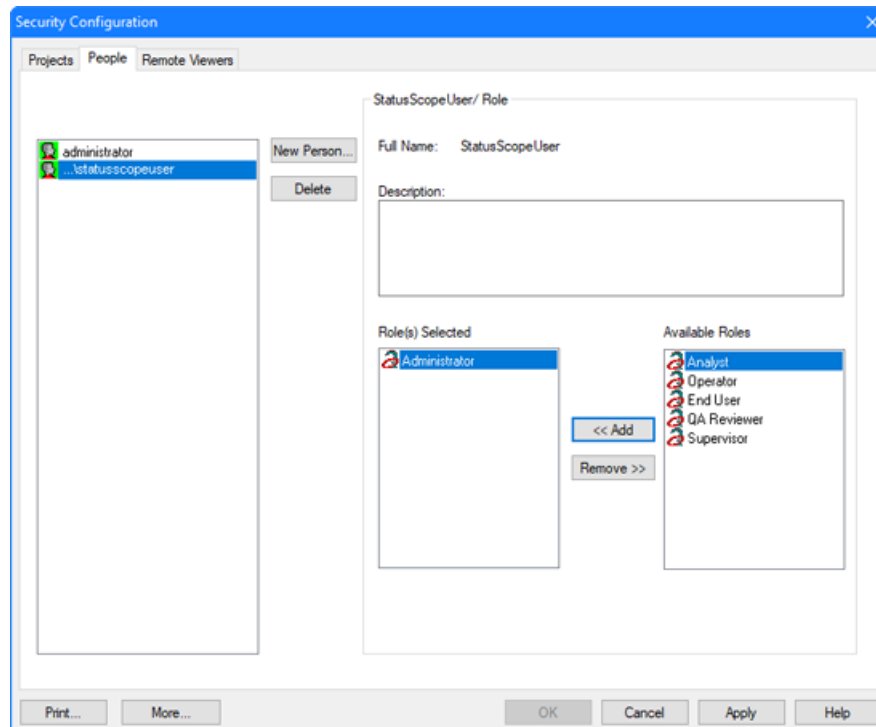 Security Configuration
Projects People Remote Viewers
StatusScopeUser/ Role
administrator
...\statusscopeuser
New Person...
Delete
Full Name: StatusScopeUser
Description:
Role(s) Selected
Administrator
<< Add
Remove >>
Available Roles
Analyst
Operator
End User
QA Reviewer
Supervisor
Print... More... OK Cancel Apply Help